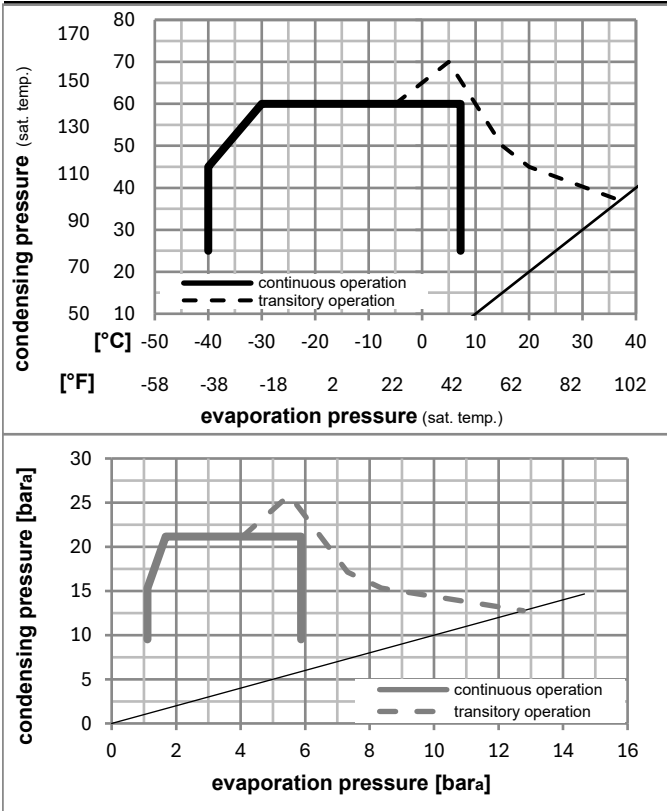 condensing pressure (sat. temp.)
170 80
70
150 60
130 50
110 40
90 30
70 20
50 10
continuous operation
transitory operation
[°C] -50 -40 -30 -20 -10 0 10 20 30 40
[°F] -58 -38 -18 2 22 42 62 82 102
evaporation pressure (sat. temp.)
condensing pressure [bara]
30
25
20
15
10
5
0
continuous operation
transitory operation
0 2 4 6 8 10 12 14 16
evaporation pressure [bara]